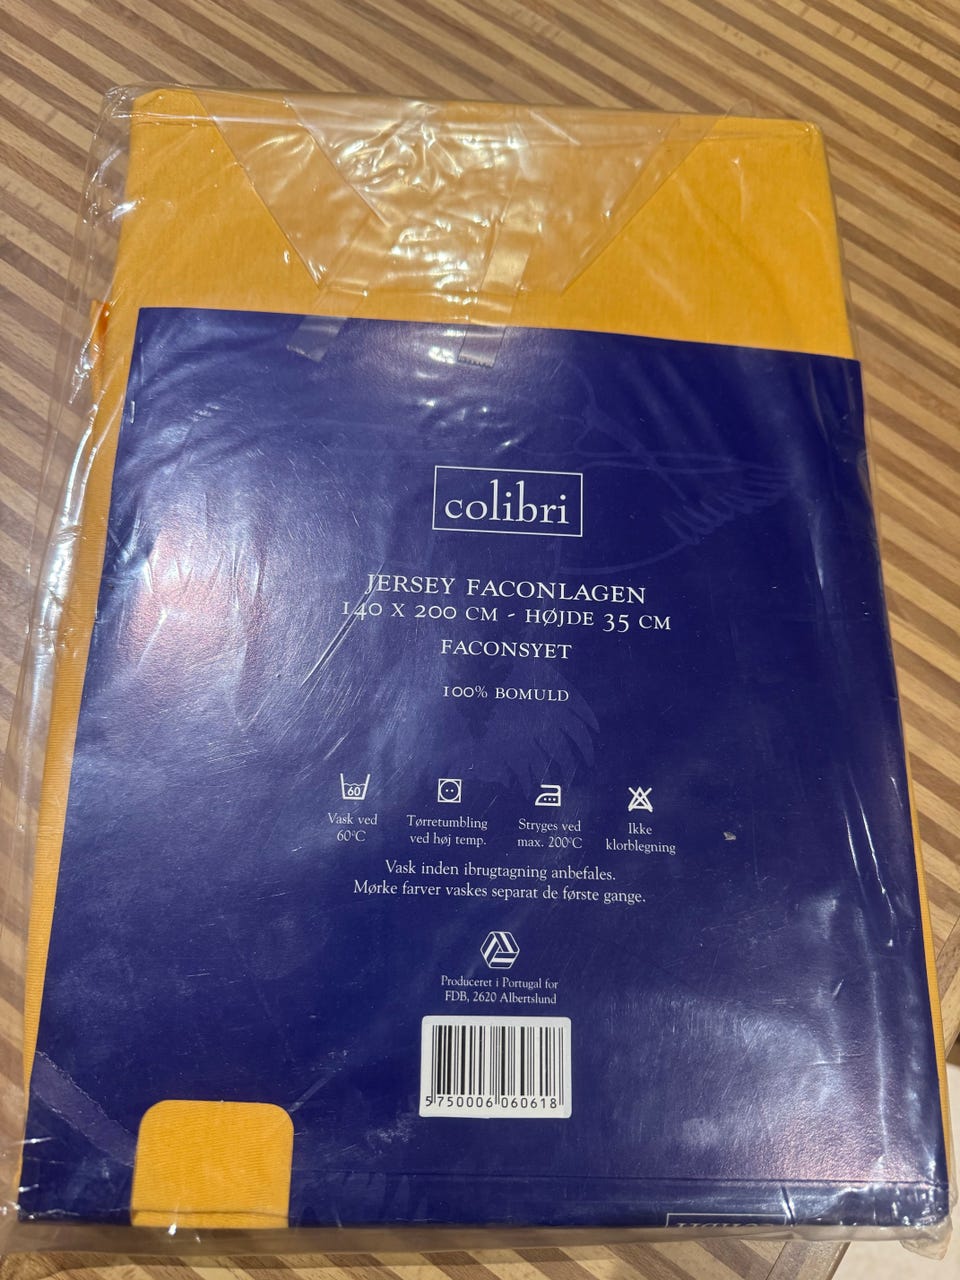 colibri
JERSEY FACONLAGEN
140 X 200 CM - HØJDE 35 CM
FACONSYET
100% BOMULD
60
Vask ved
60°C
Tørretumbling
ved høj temp.
Stryges ved
max. 200°C
Ikke
klorblegning
Vask inden ibrugtagning anbefales.
Mørke farver vaskes separat de første gange.
Produceret i Portugal for
FDB, 2620 Albertslund
5 750006 060618